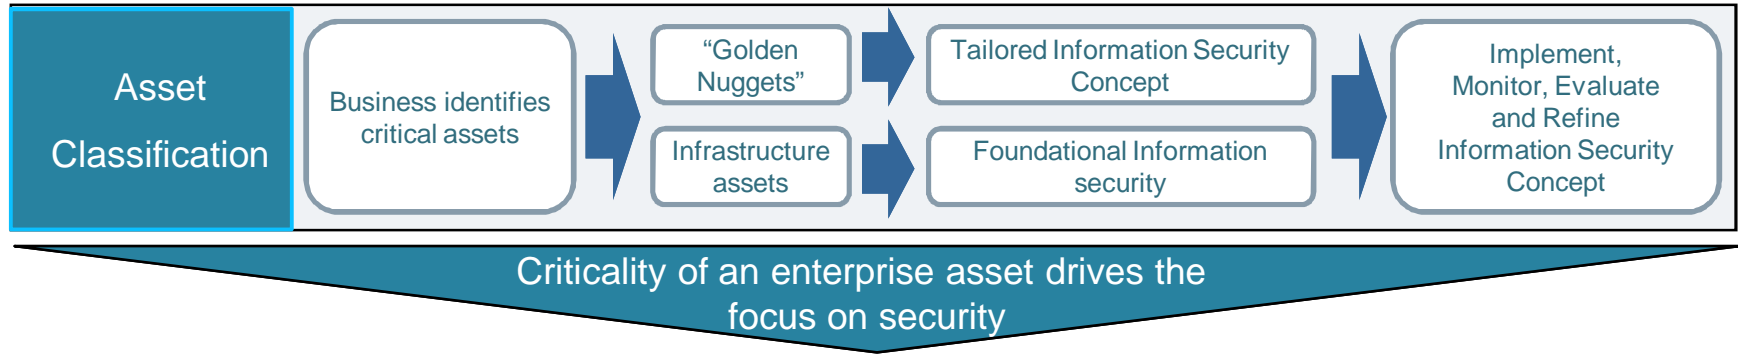 Asset
Classification
Business identifies
critical assets
“Golden
Nuggets”
Infrastructure
assets
Tailored Information Security
Concept
Foundational Information
security
Implement,
Monitor, Evaluate
and Refine
Information Security
Concept
Criticality of an enterprise asset drives the
focus on security